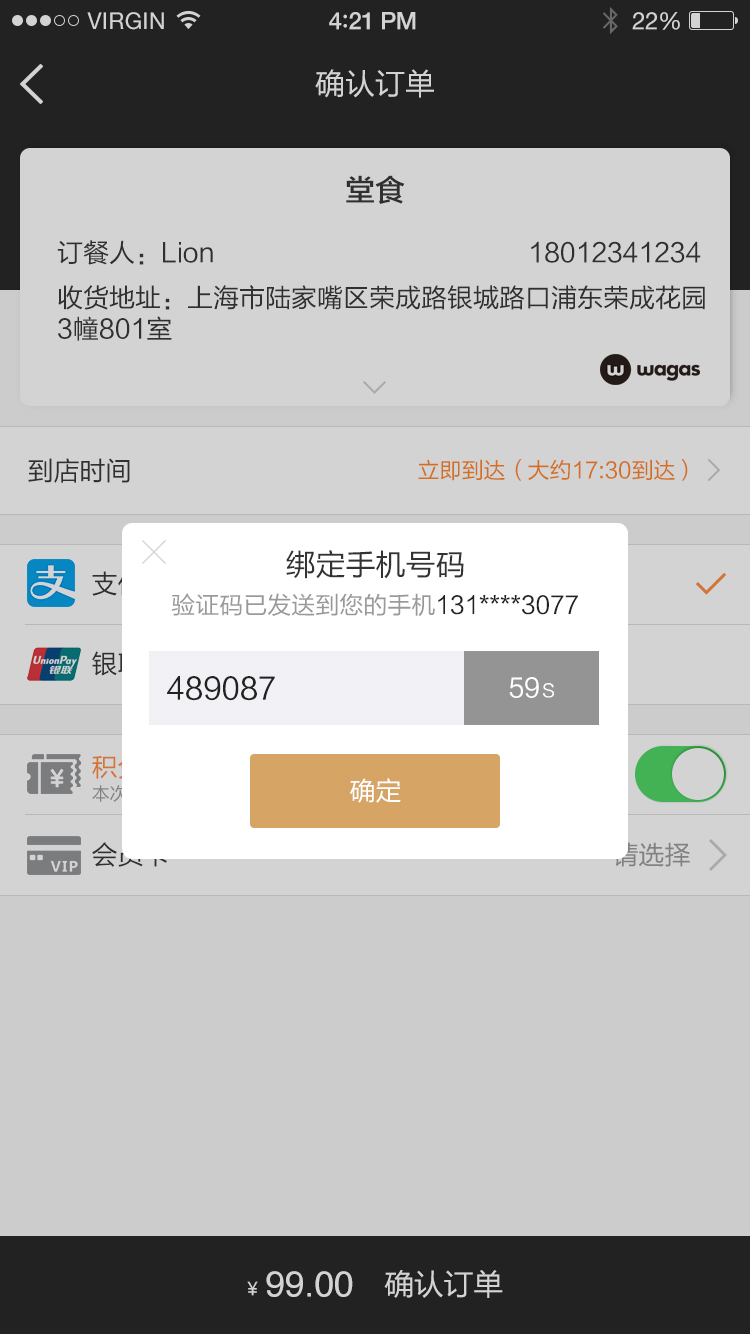 VIRGIN 4:21 PM 22%
确认订单
堂食
订餐人：Lion 18012341234
收货地址：上海市陆家嘴区荣成路银城路口浦东荣成花园
3幢801室
wagas
到店时间 立即到达（大约17:30到达）
绑定手机号码
验证码已发送到您的手机131****3077
489087 59s
确定
支 支
UnionPay
银联 银
¥ 积
本次
VIP 会员卡 请选择
¥ 99.00 确认订单